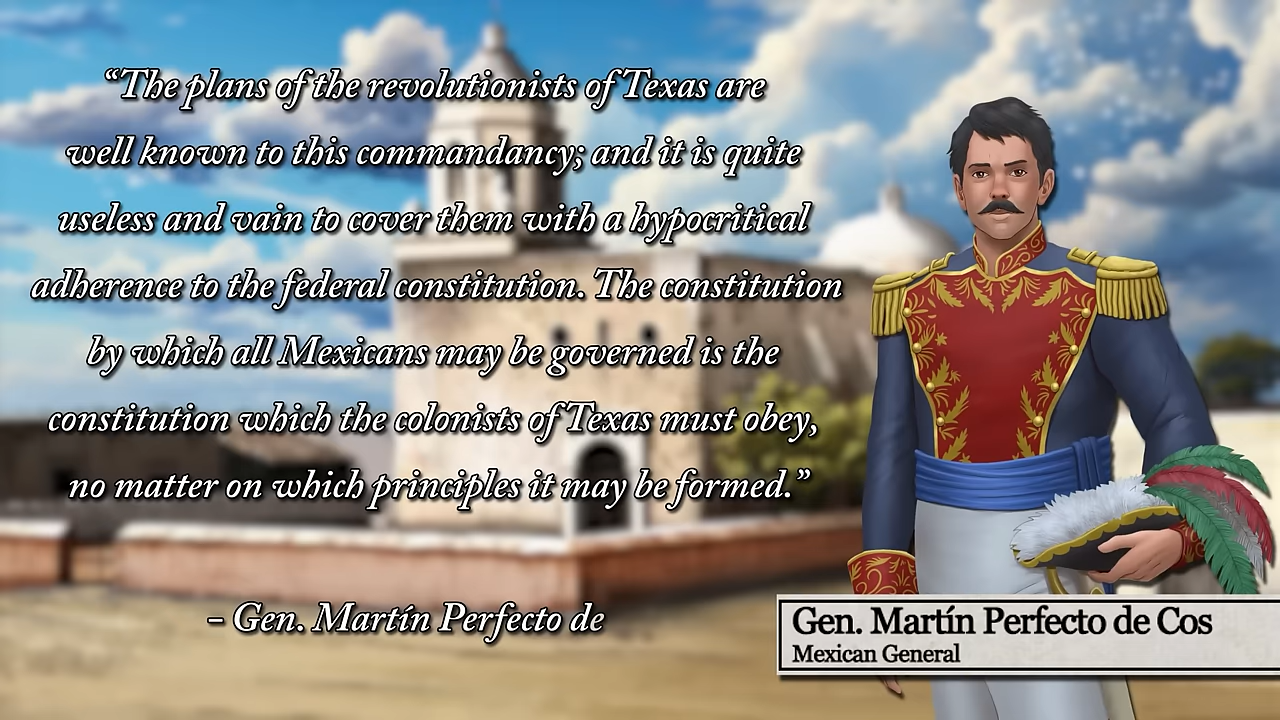 “The plans of the revolutionists of Texas are
well known to this commandancy; and it is quite
useless and vain to cover them with a hypocritical
adherence to the federal constitution. The constitution
by which all Mexicans may be governed is the
constitution which the colonists of Texas must obey,
no matter on which principles it may be formed.”
- Gen. Martín Perfecto de
Gen. Martín Perfecto de Cos
Mexican General